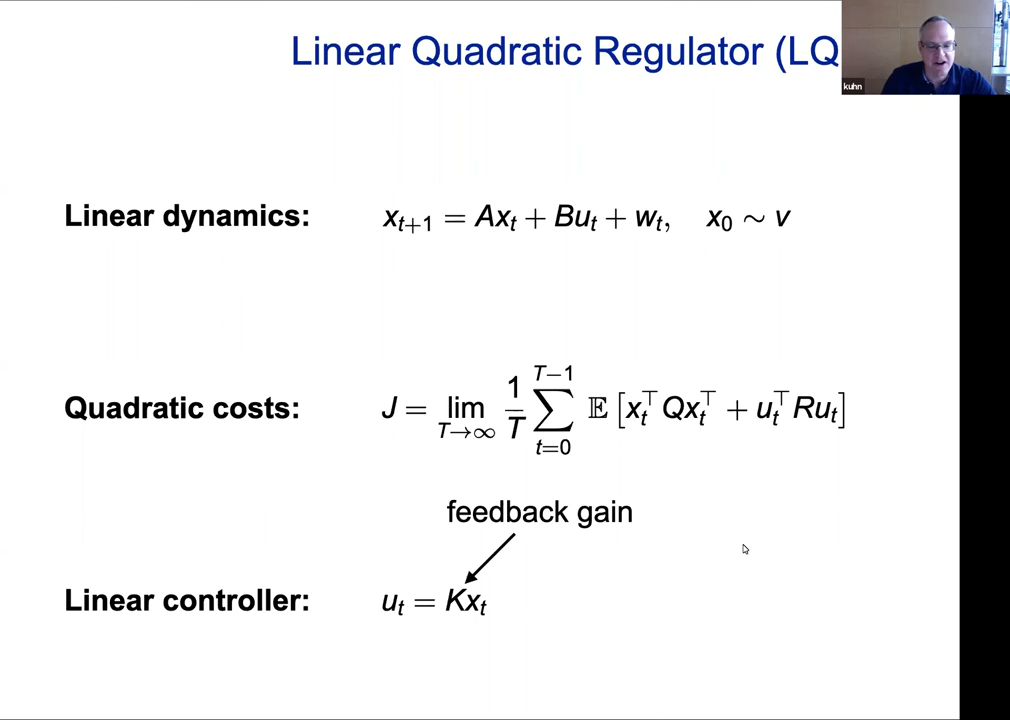 Linear Quadratic Regulator (LQ
kuhn
Linear dynamics: x_{t+1} = Ax_t + Bu_t + w_t, x_0 ∼ v
Quadratic costs: J = lim_{T→∞} \frac{1}{T} ∑_{t=0}^{T−1} 𝔼 [x_t^⊤ Qx_t^⊤ + u_t^⊤ Ru_t]
feedback gain
Linear controller: u_t = Kx_t